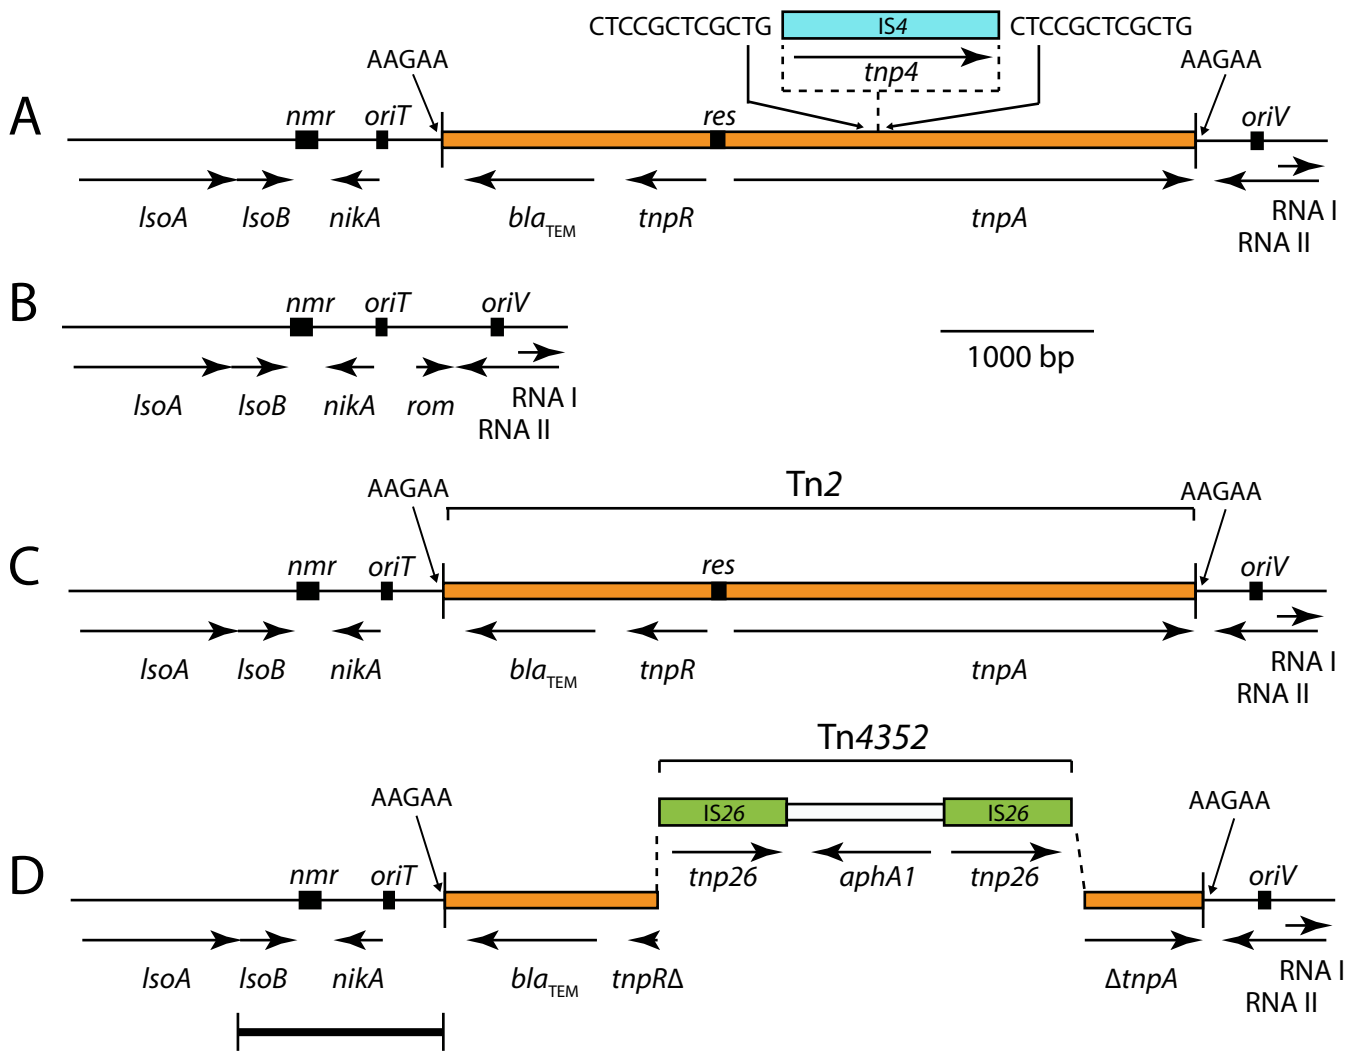 CTCCGCTCGCTG IS4 CTCCGCTCGCTG
AAGAA tnp4 AAGAA
A nmr oriT res oriV
lsoA lsoB nikA blaTEM tnpR tnpA RNA I
RNA II
B nmr oriT oriV
1000 bp
lsoA lsoB nikA rom RNA I
RNA II
Tn2
AAGAA AAGAA
C nmr oriT res oriV
lsoA lsoB nikA blaTEM tnpR tnpA RNA I
RNA II
Tn4352
AAGAA IS26 IS26 AAGAA
D nmr oriT tnp26 aphA1 tnp26 oriV
lsoA lsoB nikA blaTEM tnpRΔ ΔtnpA RNA I
RNA II